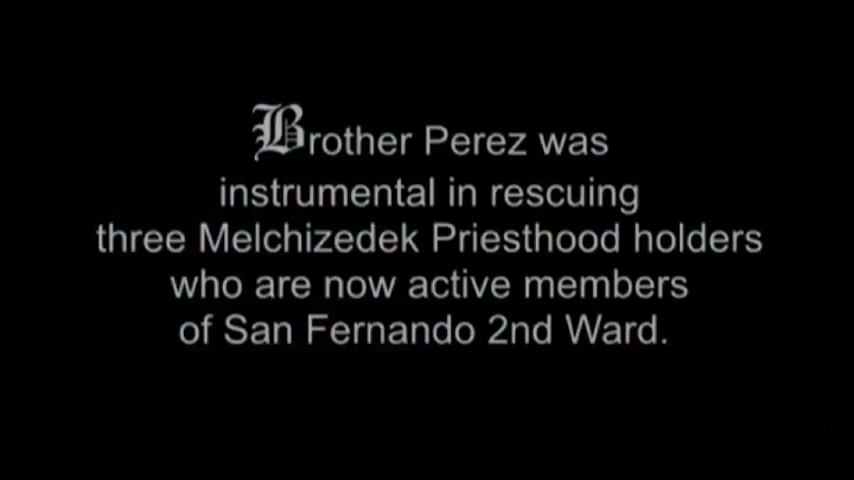 Brother Perez was
instrumental in rescuing
three Melchizedek Priesthood holders
who are now active members
of San Fernando 2nd Ward.